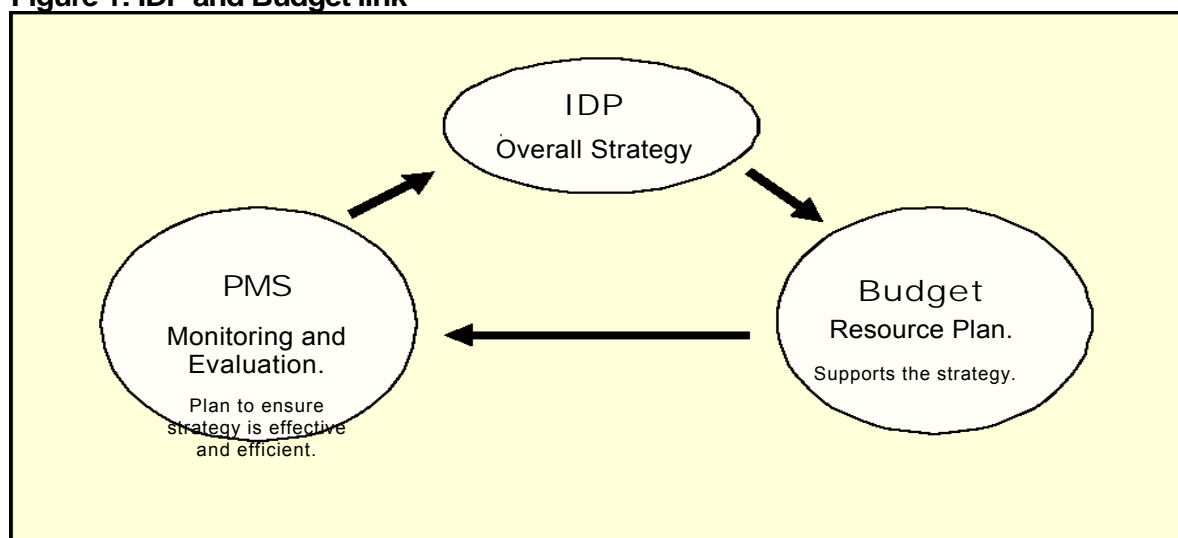 Figure 1: IDP and Budget link
IDP
Overall Strategy
PMS
Monitoring and
Evaluation.
Plan to ensure
strategy is effective
and efficient.
Budget
Resource Plan.
Supports the strategy.